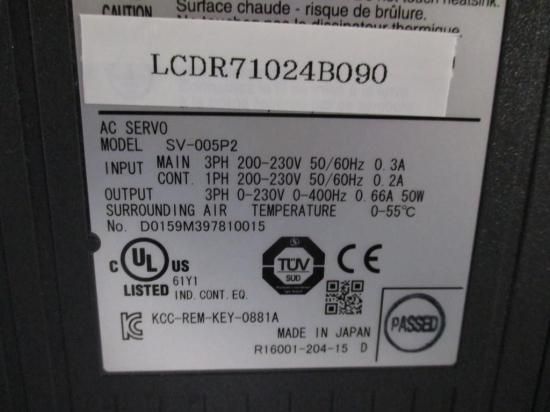 CAUTION
Surface chaude - risque de brûlure.
LCDR71024B090
AC SERVO
MODEL SV-005P2
INPUT MAIN 3PH 200-230V 50/60Hz 0.3A
CONT. 1PH 200-230V 50/60Hz 0.2A
OUTPUT 3PH 0-230V 0-400Hz 0.66A 50W
SURROUNDING AIR TEMPERATURE 0-55℃
No. D0159M397810015
C UL US
LISTED
61Y1
IND. CONT. EQ.
TÜV
SÜD
CE
KCC-REM-KEY-0881A
MADE IN JAPAN
R16001-204-15 D
PASSED